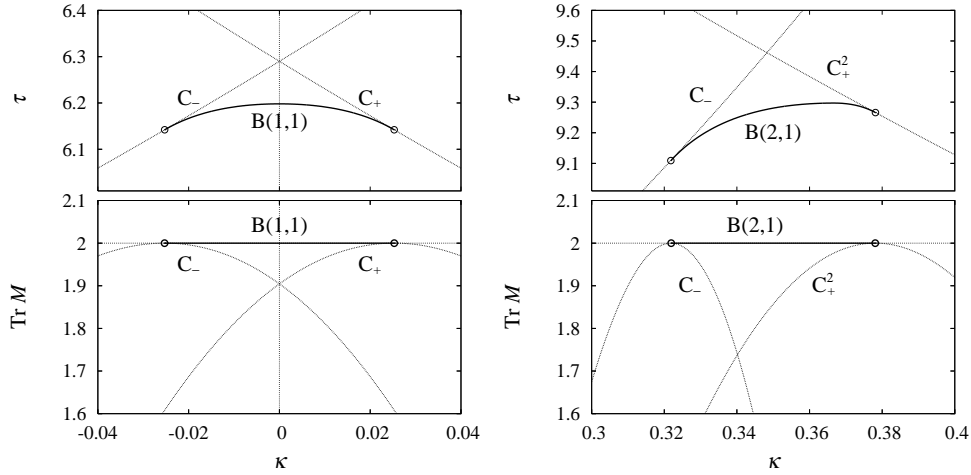 6.4
6.3
6.2
6.1
τ
C−
C+
B(1,1)
9.6
9.5
9.4
9.3
9.2
9.1
τ
C−
C+^2
B(2,1)
2.1
2
1.9
1.8
1.7
1.6
Tr M
B(1,1)
C−
C+
-0.04
-0.02
0
0.02
0.04
κ
2.1
2
1.9
1.8
1.7
1.6
Tr M
B(2,1)
C−
C+^2
0.3
0.32
0.34
0.36
0.38
0.4
κ